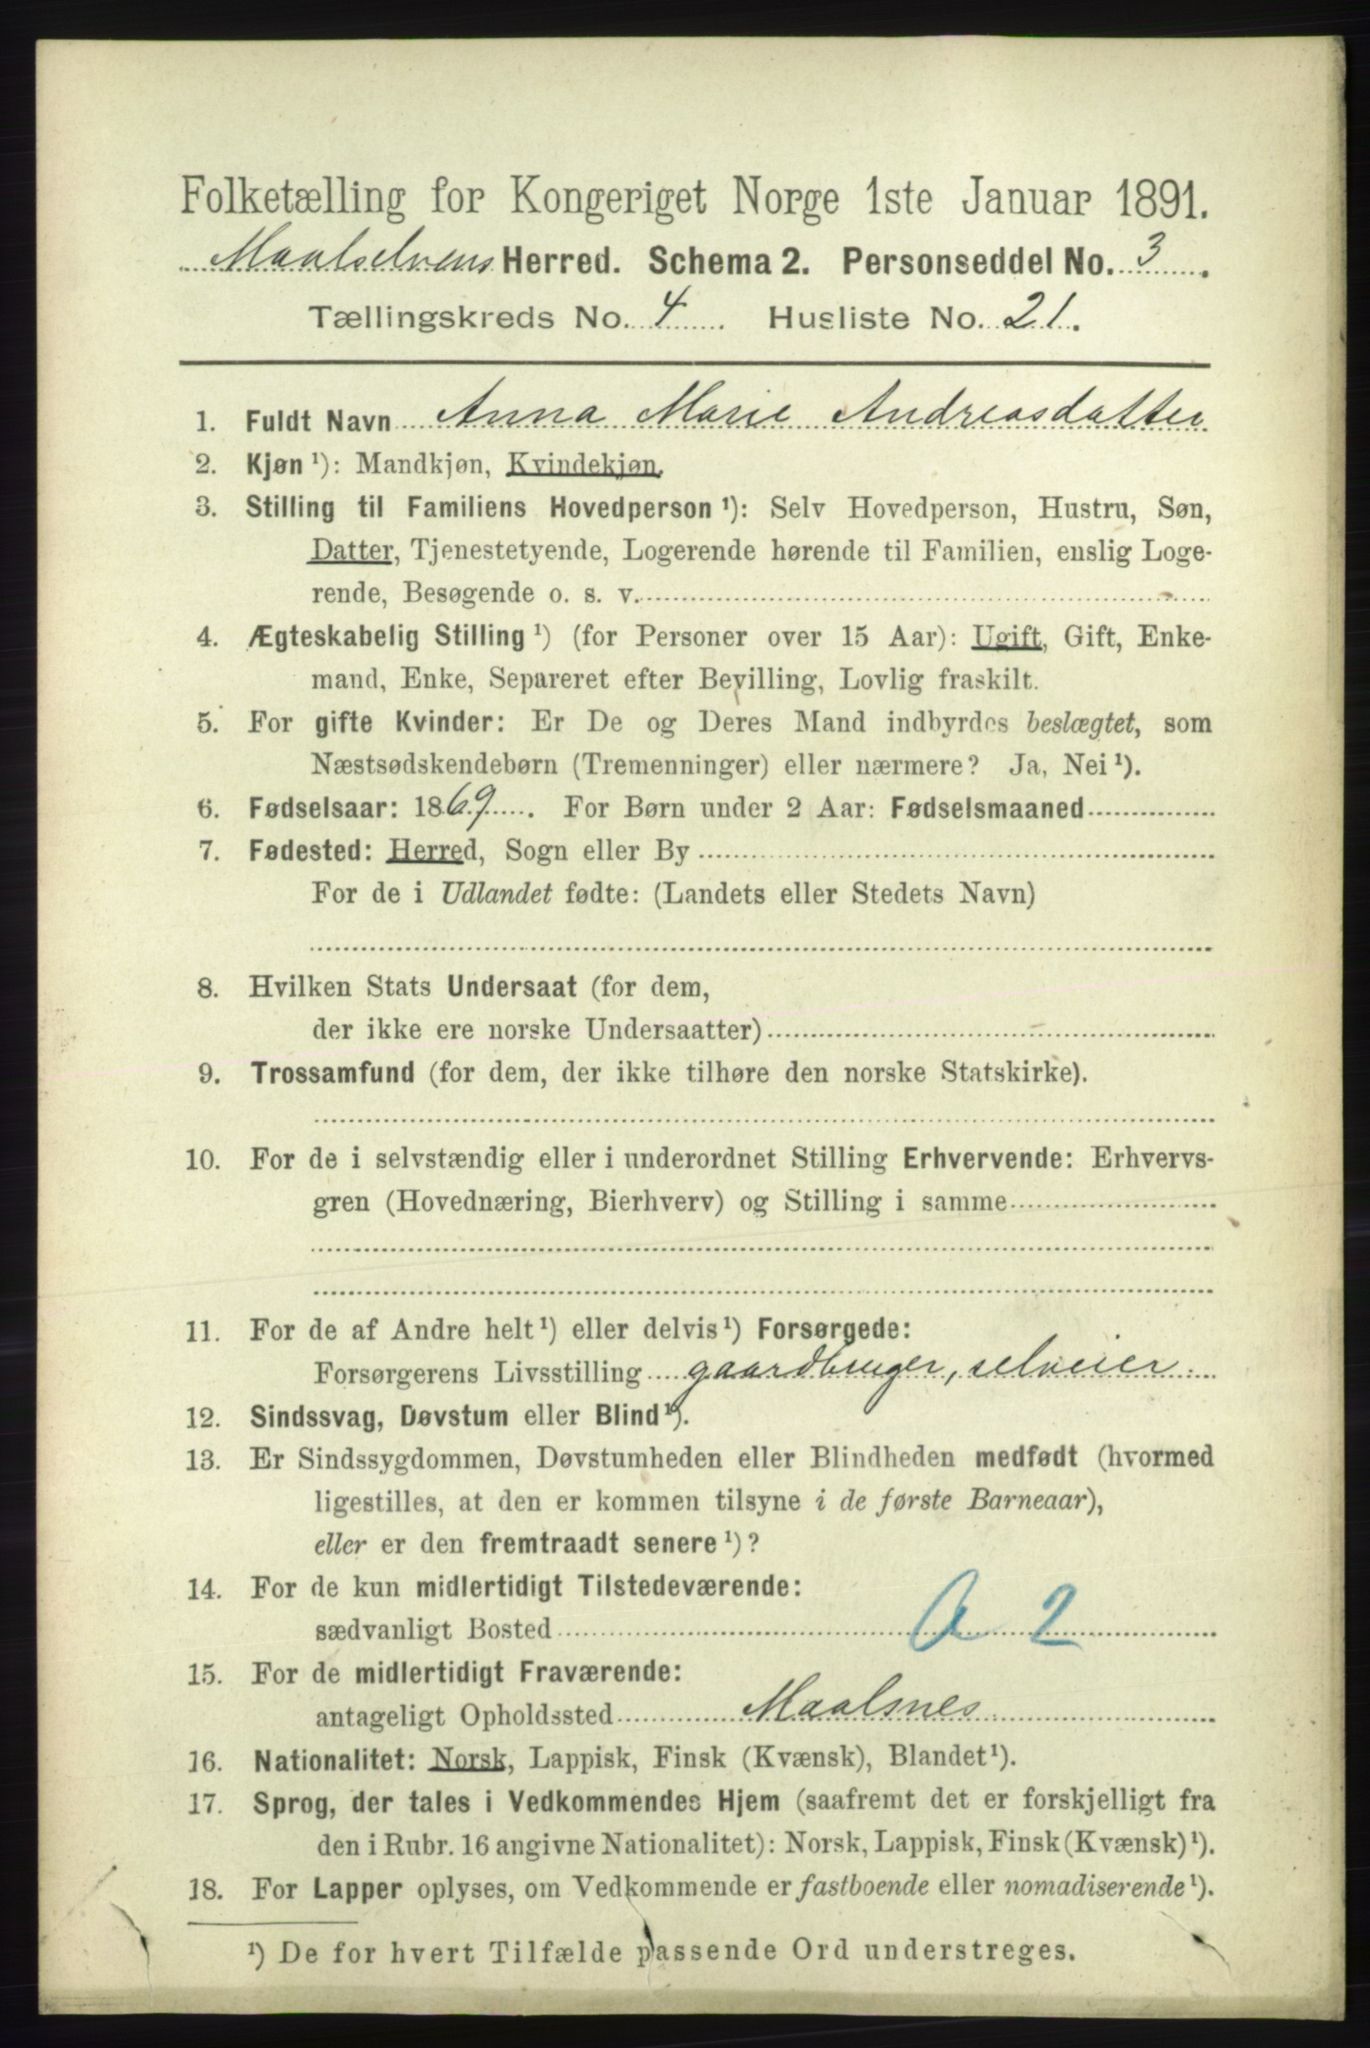 Folketælling for Kongeriget Norge 1ste Januar 1891.
Maalselvens Herred. Schema 2. Personseddel No. 3.
Tællingskreds No. 4 Husliste No. 21.
1. Fuldt Navn Anna Marie Andreasdatter
2. Kjøn ¹): Mandkjøn, Kvindekjøn.
3. Stilling til Familiens Hovedperson ¹): Selv Hovedperson, Hustru, Søn,
Datter, Tjenestetyende, Logerende hørende til Familien, enslig Loge-
rende, Besøgende o. s. v.
4. Ægteskabelig Stilling ¹) (for Personer over 15 Aar): Ugift, Gift, Enke-
mand, Enke, Separeret efter Bevilling, Lovlig fraskilt.
5. For gifte Kvinder: Er De og Deres Mand indbyrdes beslægtet, som
Næstsødskendebørn (Tremenninger) eller nærmere? Ja, Nei ¹).
6. Fødselsaar: 1869. For Børn under 2 Aar: Fødselsmaaned
7. Fødested: Herred, Sogn eller By
For de i Udlandet fødte: (Landets eller Stedets Navn)
8. Hvilken Stats Undersaat (for dem,
der ikke ere norske Undersaatter)
9. Trossamfund (for dem, der ikke tilhøre den norske Statskirke).
10. For de i selvstændig eller i underordnet Stilling Erhvervende: Erhvervs-
gren (Hovednæring, Bierhverv) og Stilling i samme
11. For de af Andre helt ¹) eller delvis ¹) Forsørgede:
Forsørgerens Livsstilling gaardbruger, selveier
12. Sindssvag, Døvstum eller Blind ¹).
13. Er Sindssygdommen, Døvstumheden eller Blindheden medfødt (hvormed
ligestilles, at den er kommen tilsyne i de første Barneaar),
eller er den fremtraadt senere ¹)?
14. For de kun midlertidigt Tilstedeværende:
sædvanligt Bosted A 2
15. For de midlertidigt Fraværende:
antageligt Opholdssted Maalsnes.
16. Nationalitet: Norsk, Lappisk, Finsk (Kvænsk), Blandet ¹).
17. Sprog, der tales i Vedkommendes Hjem (saafremt det er forskjelligt fra
den i Rubr. 16 angivne Nationalitet): Norsk, Lappisk, Finsk (Kvænsk) ¹).
18. For Lapper oplyses, om Vedkommende er fastboende eller nomadiserende ¹).
¹) De for hvert Tilfælde passende Ord understreges.